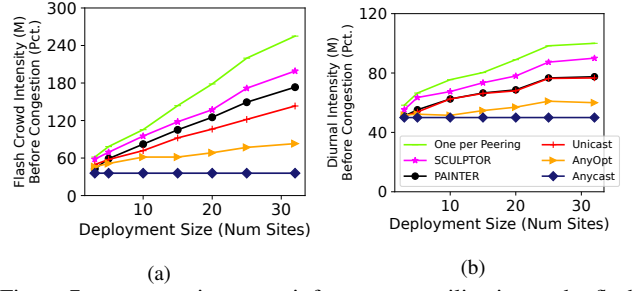 300
240
180
120
60
0
Flash Crowd Intensity (M)
Before Congestion (Pct.)
10 20 30
Deployment Size (Num Sites)
(a)
120
80
40
0
Diurnal Intensity (M)
Before Congestion (Pct.)
One per Peering
SCULPTOR
PAINTER
Unicast
AnyOpt
Anycast
10 20 30
Deployment Size (Num Sites)
(b)